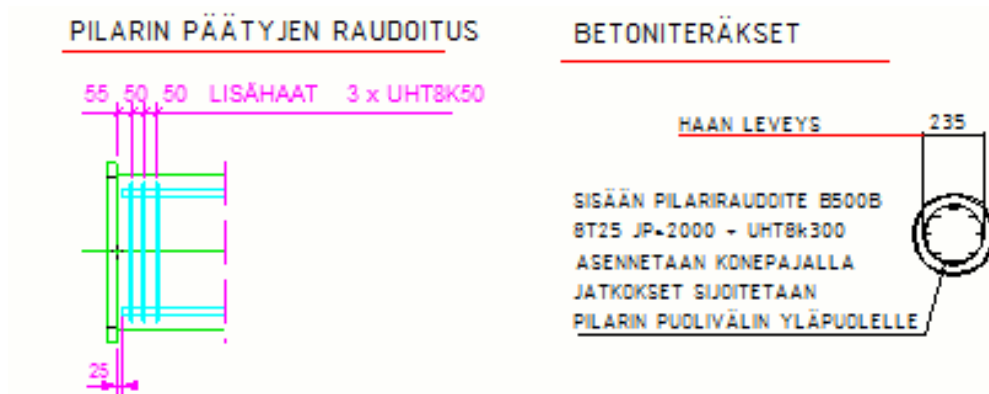 PILARIN PÄÄTYJEN RAUDOITUS
55 50 50 LISÄHAAT 3 x UHT8K50
25
BETONITERÄKSET
HAAN LEVEYS 235
SISÄÄN PILARIRAUDOITE B500B
8T25 JP=2000 - UHT8k300
ASENNETAAN KONEPAJALLA
JATKOKSET SIJOITETAAN
PILARIN PUOLIVÄLIN YLÄPUOLELLE